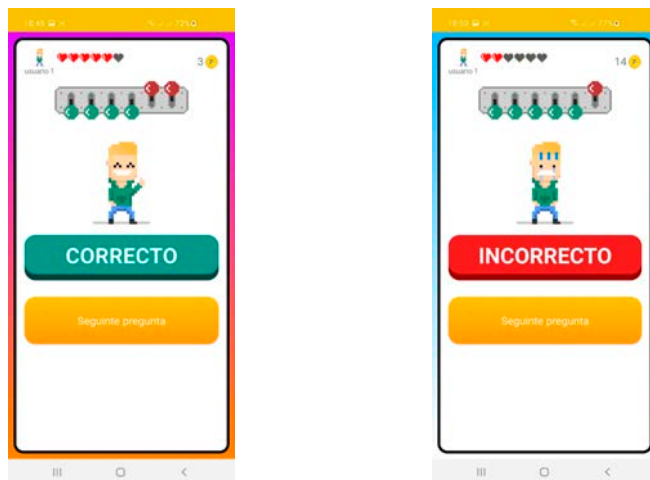 usuario 1
3
CORRECTO
Seguinte pregunta
usuario 1
14
INCORRECTO
Seguinte pregunta